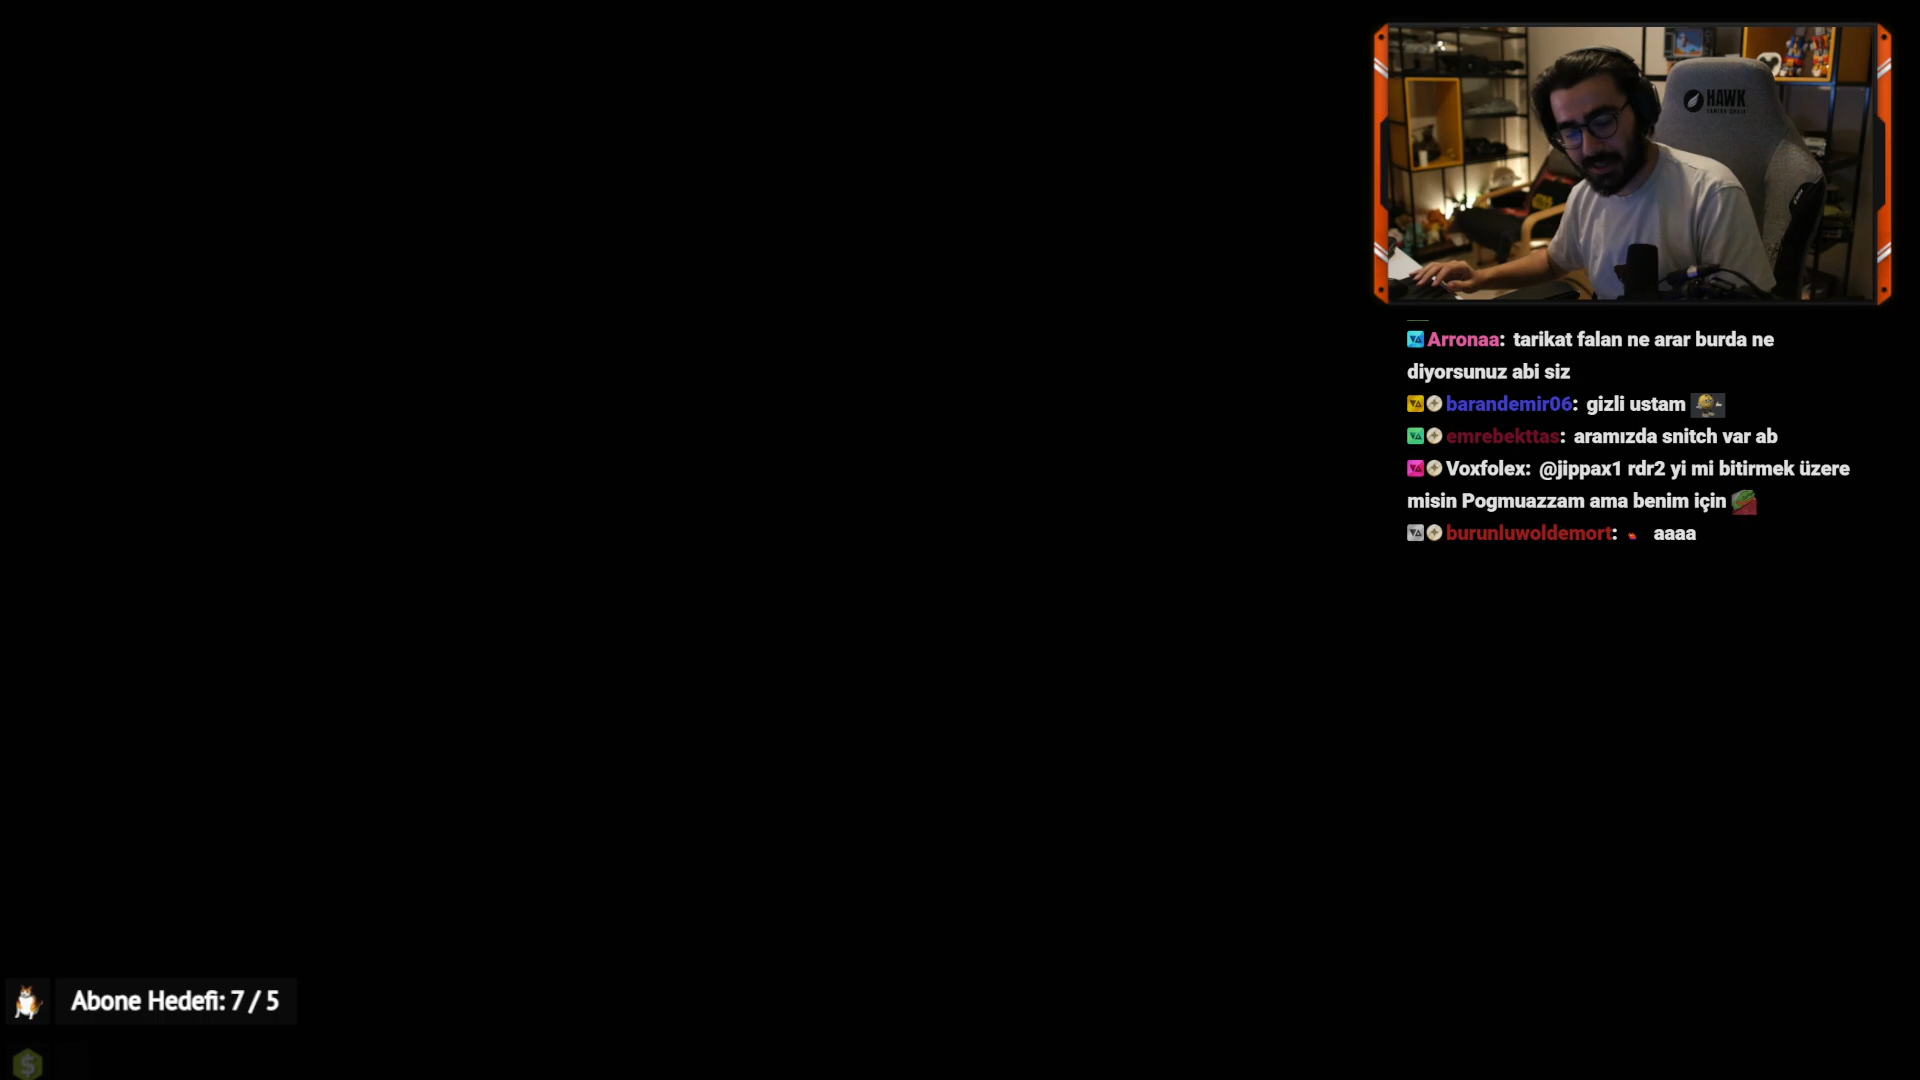 HAWK
Arronaa: tarikat falan ne arar burda ne
diyorsunuz abi siz
barandemir06: gizli ustam
emrebekttas: aramızda snitch var ab
Voxfolex: @jippax1 rdr2 yi mi bitirmek üzere
misin Pogmuazzam ama benim için
burunluwoldemort: aaaa
Abone Hedefi: 7 / 5
$